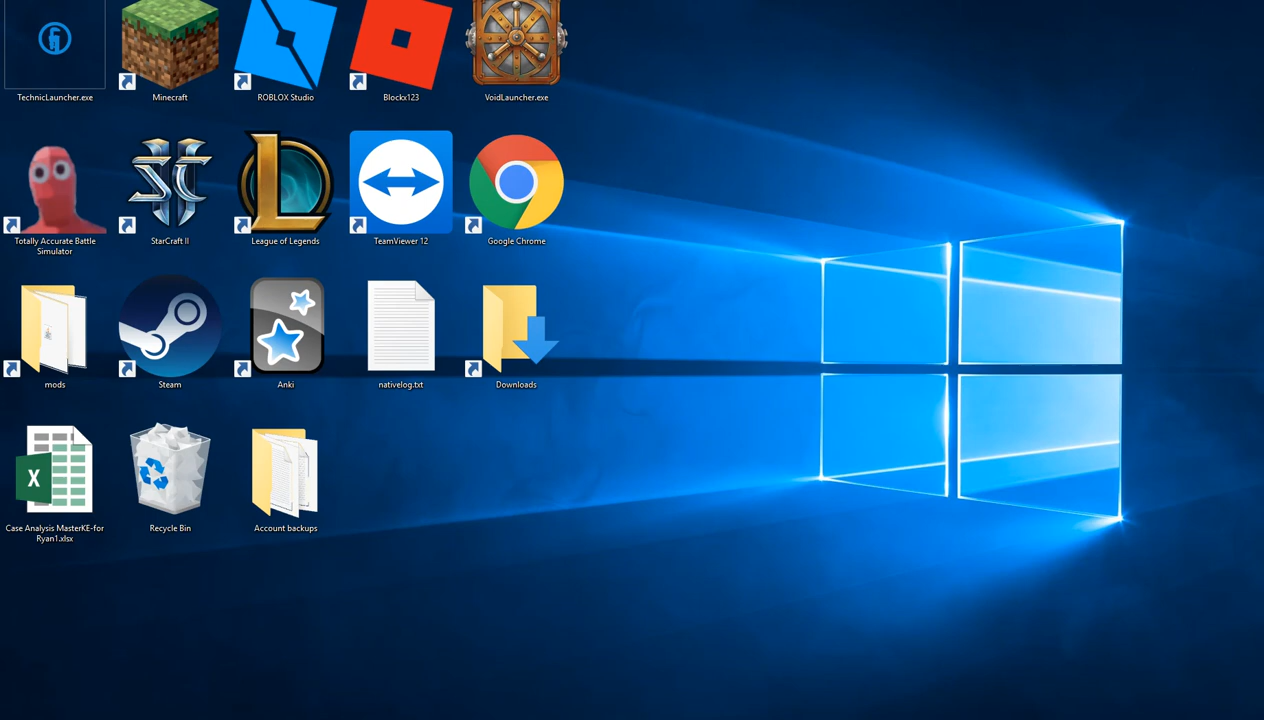 TechnicLauncher.exe
Minecraft
ROBLOX Studio
Blockx123
VoidLauncher.exe
Totally Accurate Battle
Simulator
StarCraft II
League of Legends
TeamViewer 12
Google Chrome
mods
Steam
Anki
nativelog.txt
Downloads
Case Analysis MasterKE-for
Ryan1.xlsx
Recycle Bin
Account backups